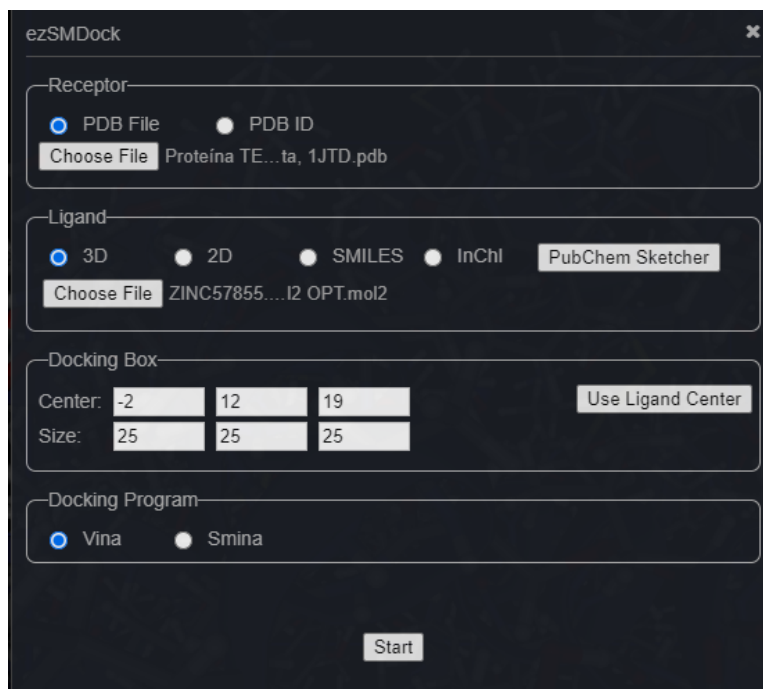 ezSMDock ✖
Receptor
PDB File PDB ID
Choose File Proteína TE...ta, 1JTD.pdb
Ligand
3D 2D SMILES InChI PubChem Sketcher
Choose File ZINC57855....l2 OPT.mol2
Docking Box
Center: -2 12 19 Use Ligand Center
Size: 25 25 25
Docking Program
Vina Smina
Start